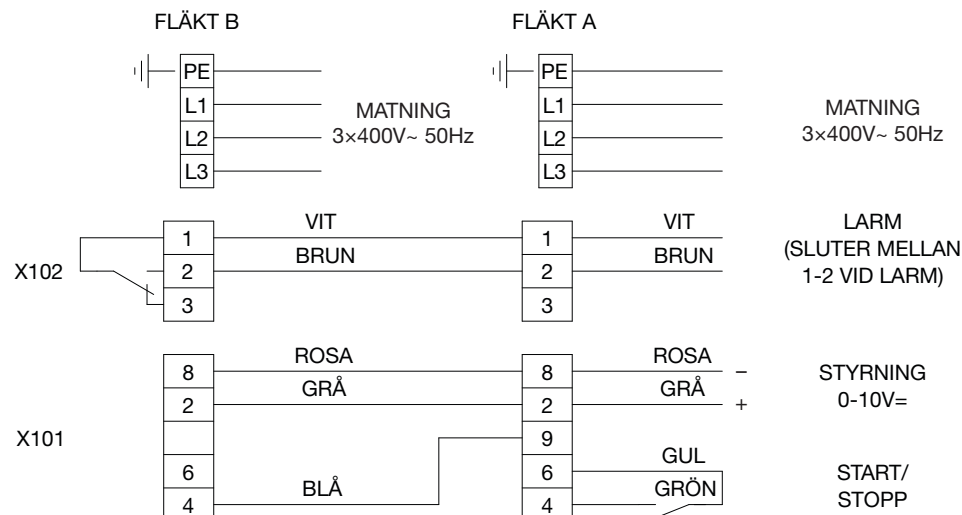 FLÄKT B FLÄKT A
PE PE
L1 L1
MATNING MATNING
3×400V~ 50Hz 3×400V~ 50Hz
L2 L2
L3 L3
1 VIT 1 VIT LARM
X102 2 BRUN 2 BRUN (SLUTER MELLAN
3 3 1-2 VID LARM)
8 ROSA 8 ROSA – STYRNING
2 GRÅ 2 GRÅ + 0-10V=
X101 9
6 6 GUL START/
4 BLÅ 4 GRÖN STOPP